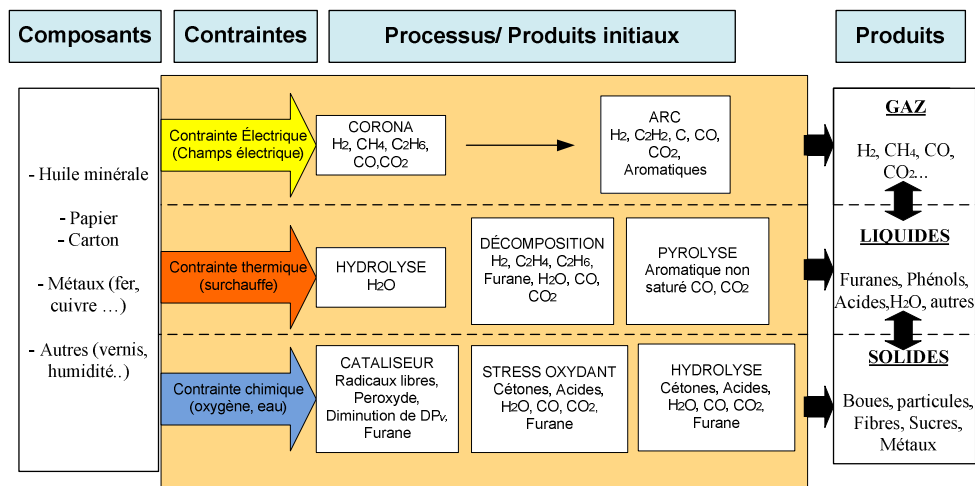 Composants
Contraintes
Processus/ Produits initiaux
Produits
- Huile minérale
- Papier
- Carton
- Métaux (fer,
cuivre …)
- Autres (vernis,
humidité..)
Contrainte Électrique
(Champs électrique)
CORONA
H2, CH4, C2H6,
CO,CO2
ARC
H2, C2H2, C, CO,
CO2,
Aromatiques
GAZ
H2, CH4, CO,
CO2...
Contrainte thermique
(surchauffe)
HYDROLYSE
H2O
DÉCOMPOSITION
H2, C2H4, C2H6,
Furane, H2O, CO,
CO2
PYROLYSE
Aromatique non
saturé CO, CO2
LIQUIDES
Furanes, Phénols,
Acides,H2O, autres
Contrainte chimique
(oxygène, eau)
CATALISEUR
Radicaux libres,
Peroxyde,
Diminution de DPv,
Furane
STRESS OXYDANT
Cétones, Acides,
H2O, CO, CO2,
Furane
HYDROLYSE
Cétones, Acides,
H2O, CO, CO2,
Furane
SOLIDES
Boues, particules,
Fibres, Sucres,
Métaux